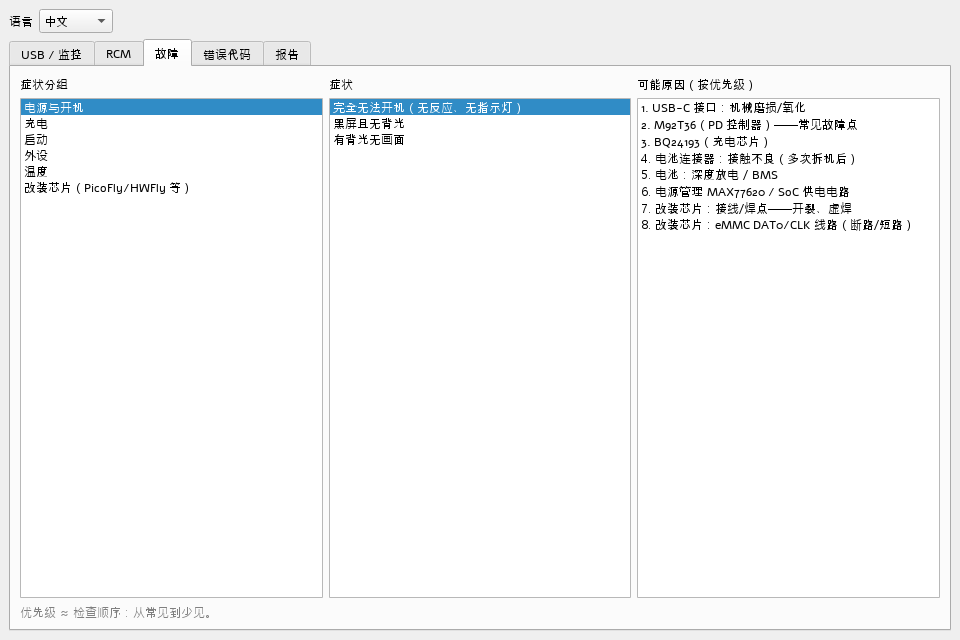 语言 中文
USB / 监控 RCM 故障 错误代码 报告
症状分组
电源与开机
充电
启动
外设
温度
改装芯片（PicoFly/HWFly 等）
症状
完全无法开机（无反应、无指示灯）
黑屏且无背光
有背光无画面
可能原因（按优先级）
1. USB-C 接口：机械磨损/氧化
2. M92T36（PD 控制器）——常见故障点
3. BQ24193（充电芯片）
4. 电池连接器：接触不良（多次拆机后）
5. 电池：深度放电 / BMS
6. 电源管理 MAX77620 / SoC 供电电路
7. 改装芯片：接线/焊点——开裂、虚焊
8. 改装芯片：eMMC DAT0/CLK 线路（断路/短路）
优先级 ≈ 检查顺序：从常见到少见。